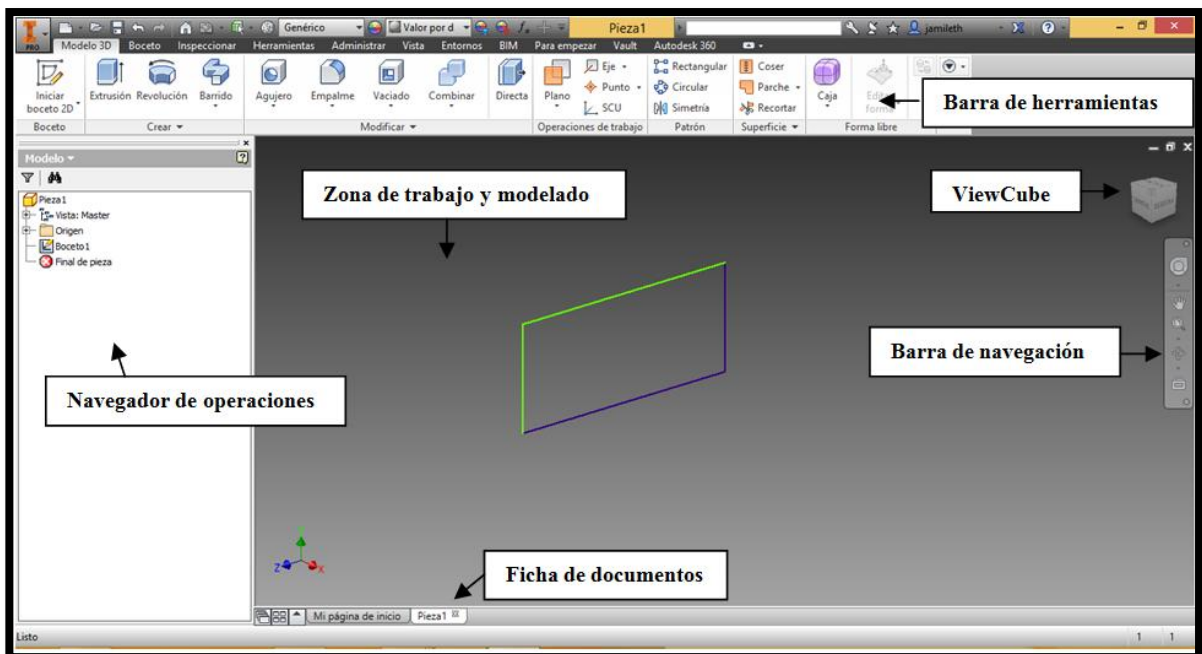 Genérico
Valor por d
Pieza1
jamileth
PRO
Modelo 3D Boceto Inspeccionar Herramientas Administrar Vista Entornos BIM Para empezar Vault Autodesk 360
Iniciar
boceto 2D
Extrusión Revolución Barrido
Agujero Empalme Vaciado Combinar
Directa
Plano
Eje
Punto
SCU
Rectangular
Circular
Simetría
Coser
Parche
Recortar
Caja
Barra de herramientas
Boceto
Crear
Modificar
Operaciones de trabajo
Patrón
Superficie
Forma libre
Modelo
Pieza1
Vista: Master
Origen
Boceto1
Final de pieza
Zona de trabajo y modelado
ViewCube
Barra de navegación
Navegador de operaciones
Z
X
Ficha de documentos
Mi página de inicio
Pieza1
Listo
1 1